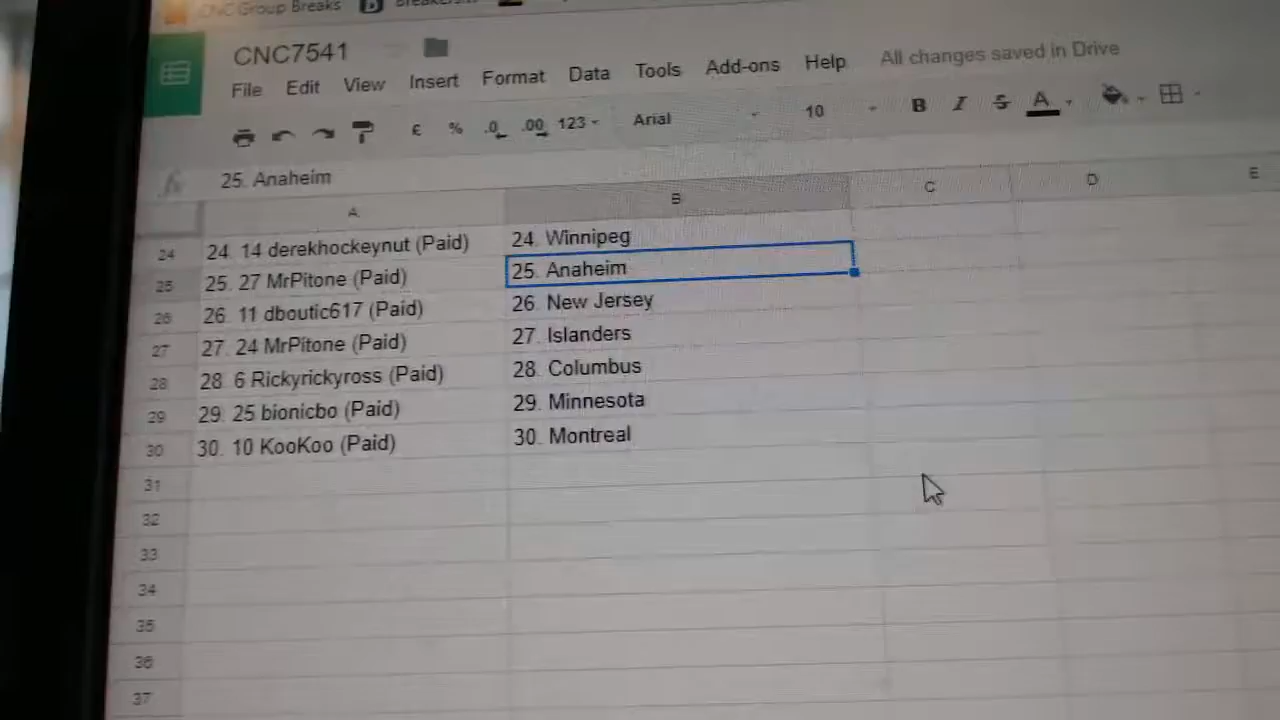 CNC Group Breaks
CNC7541
File Edit View Insert Format Data Tools Add-ons Help All changes saved in Drive
£ % .0 .00 123 Arial 10 B I S A
fx 25. Anaheim
A B C D E
24 24. 14 derekhockeynut (Paid) 24. Winnipeg
25 25. 27 MrPitone (Paid) 25. Anaheim
26 26. 11 dboutic617 (Paid) 26. New Jersey
27 27. 24 MrPitone (Paid) 27. Islanders
28 28. 6 Rickyrickyross (Paid) 28. Columbus
29 29. 25 bionicbo (Paid) 29. Minnesota
30 30. 10 KooKoo (Paid) 30. Montreal
31
32
33
34
35
36
37